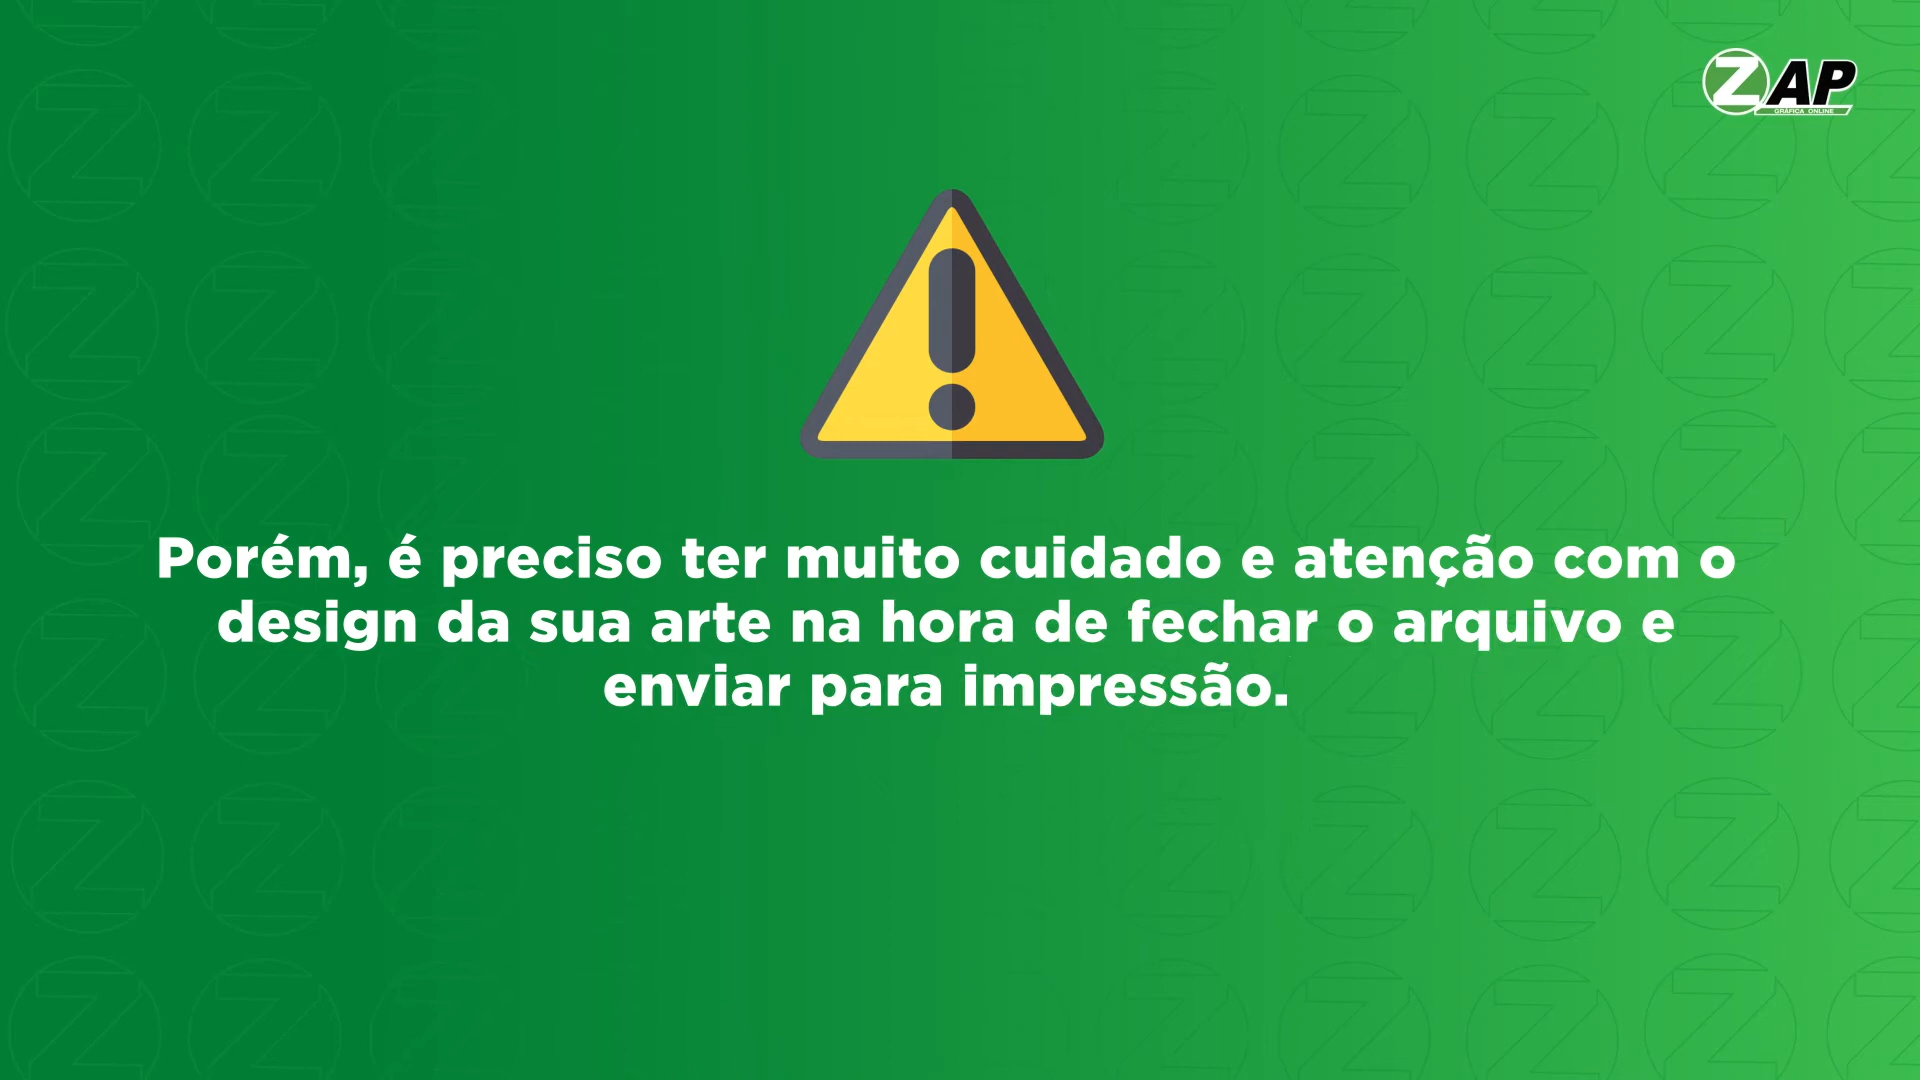 ZAP
GRÁFICA ONLINE
Porém, é preciso ter muito cuidado e atenção com o
design da sua arte na hora de fechar o arquivo e
enviar para impressão.